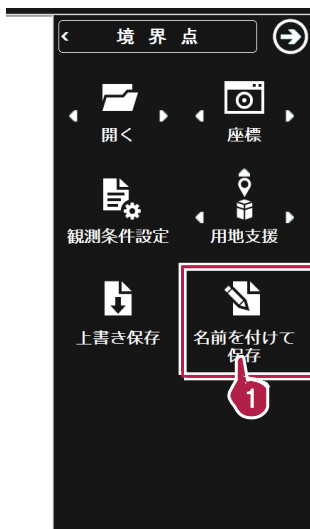 境界点
開く
座標
観測条件設定
用地支援
上書き保存
名前を付けて
保存
1